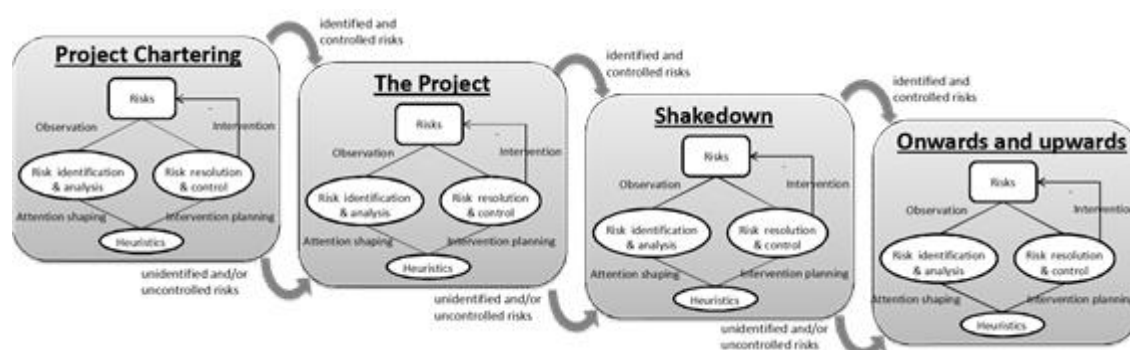 Project Chartering
Risks
Observation
Intervention
Risk identification
& analysis
Risk resolution
& control
Attention shaping
Intervention planning
Heuristics
identified and
controlled risks
unidentified and/or
uncontrolled risks
The Project
Risks
Observation
Intervention
Risk identification
& analysis
Risk resolution
& control
Attention shaping
Intervention planning
Heuristics
identified and
controlled risks
unidentified and/or
uncontrolled risks
Shakedown
Risks
Observation
Intervention
Risk identification
& analysis
Risk resolution
& control
Attention shaping
Intervention planning
Heuristics
identified and
controlled risks
unidentified and/or
uncontrolled risks
Onwards and upwards
Risks
Observation
Intervention
Risk identification
& analysis
Risk resolution
& control
Attention shaping
Intervention planning
Heuristics